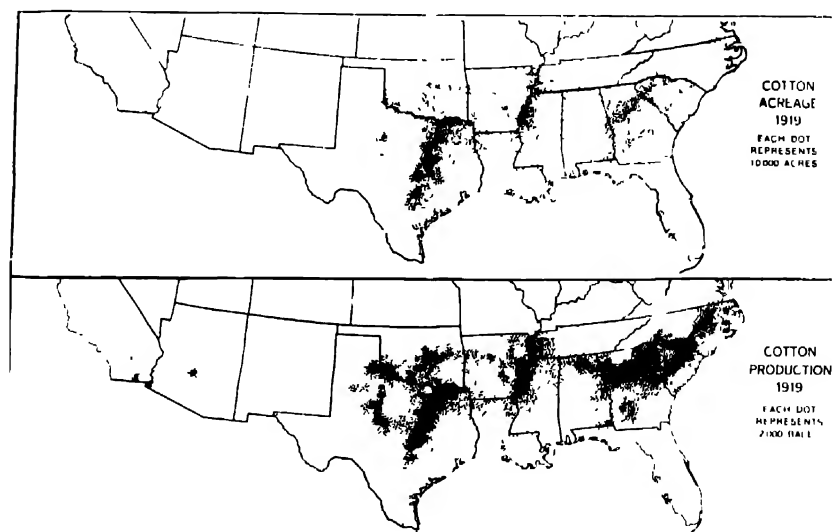 COTTON
ACREAGE
1919
EACH DOT
REPRESENTS
10000 ACRES
COTTON
PRODUCTION
1919
EACH DOT
REPRESENTS